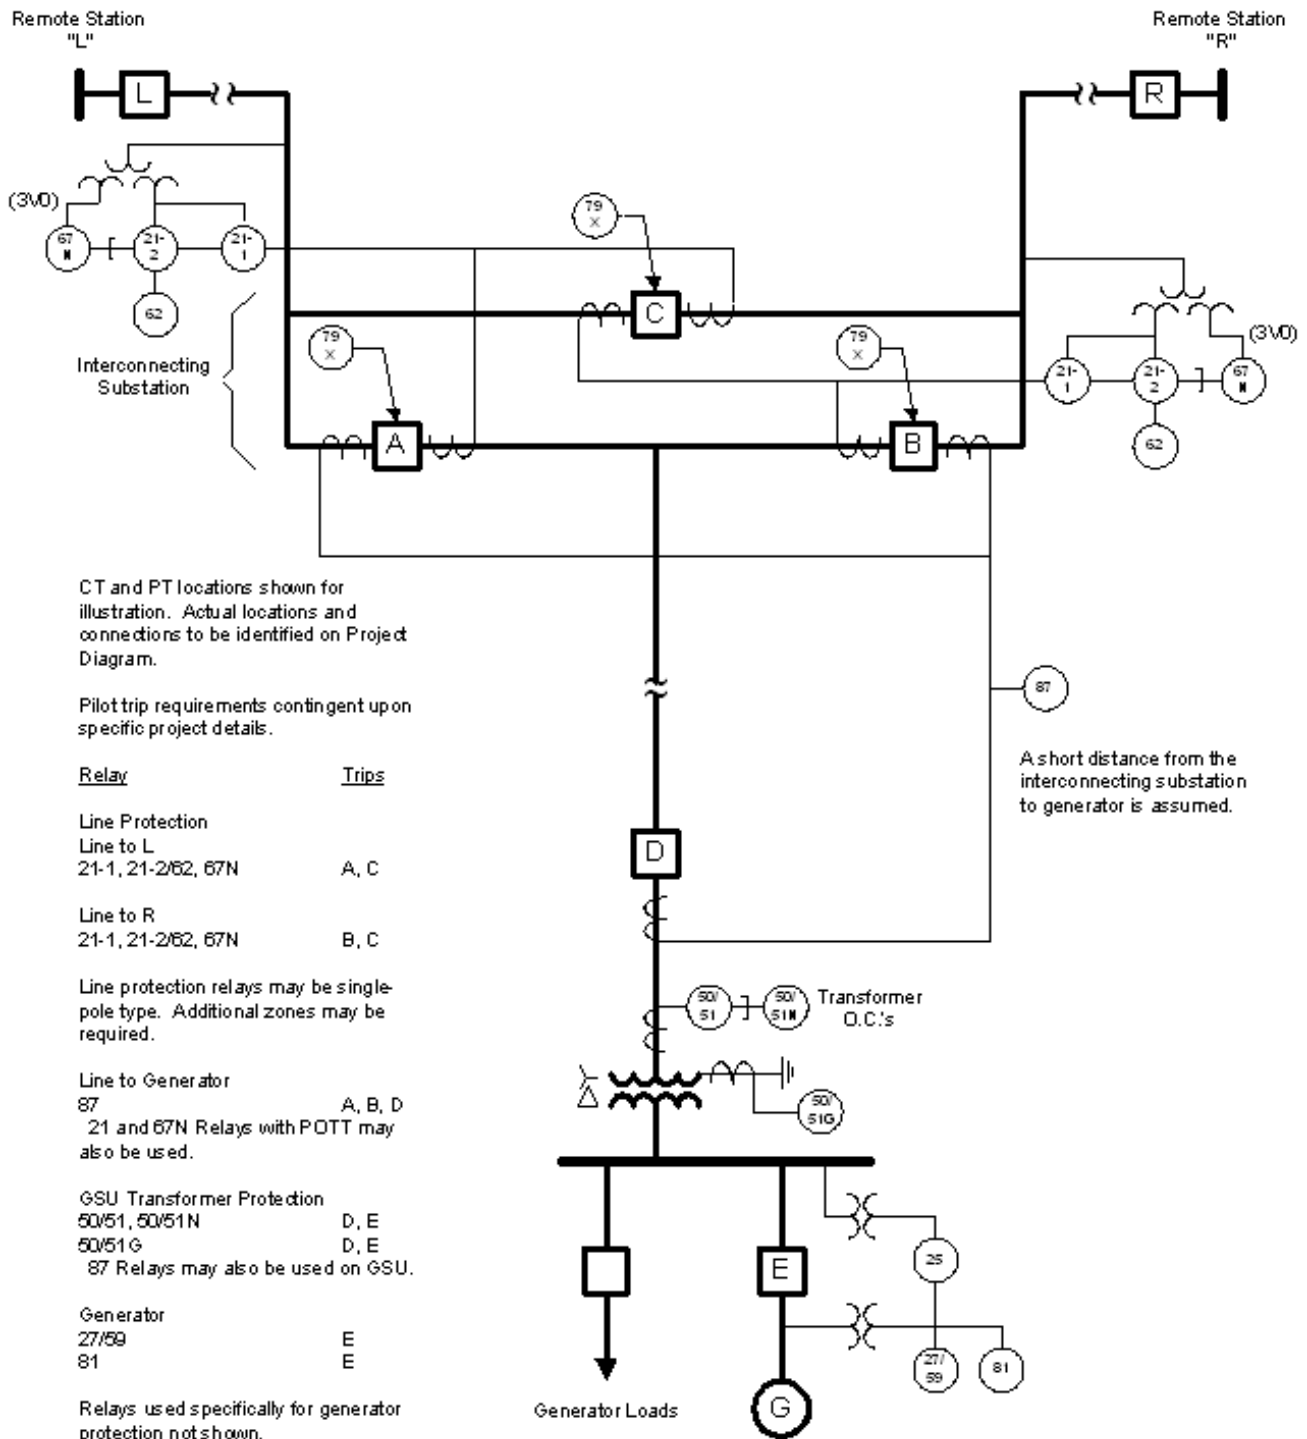 Remote Station
"L"
Remote Station
"R"
L
R
(3V0)
79
X
67
N
21-
2
21-
1
62
C
Interconnecting
Substation
79
X
79
X
(3V0)
21-
1
21-
2
67
N
62
A
B
CT and PT locations shown for
illustration. Actual locations and
connections to be identified on Project
Diagram.
Pilot trip requirements contingent upon
specific project details.
87
A short distance from the
interconnecting substation
to generator is assumed.
Relay Trips
Line Protection
Line to L
21-1, 21-2/62, 67N A, C
D
Line to R
21-1, 21-2/62, 67N B, C
Line protection relays may be single-
pole type. Additional zones may be
required.
50/
51
50/
51N
Transformer
O.C.'s
Line to Generator
87 A, B, D
21 and 67N Relays with POTT may
also be used.
50/
51G
GSU Transformer Protection
50/51, 50/51N D, E
50/51G D, E
87 Relays may also be used on GSU.
E
25
Generator
27/59 E
81 E
27/
59
81
Relays used specifically for generator
protection not shown.
Generator Loads
G